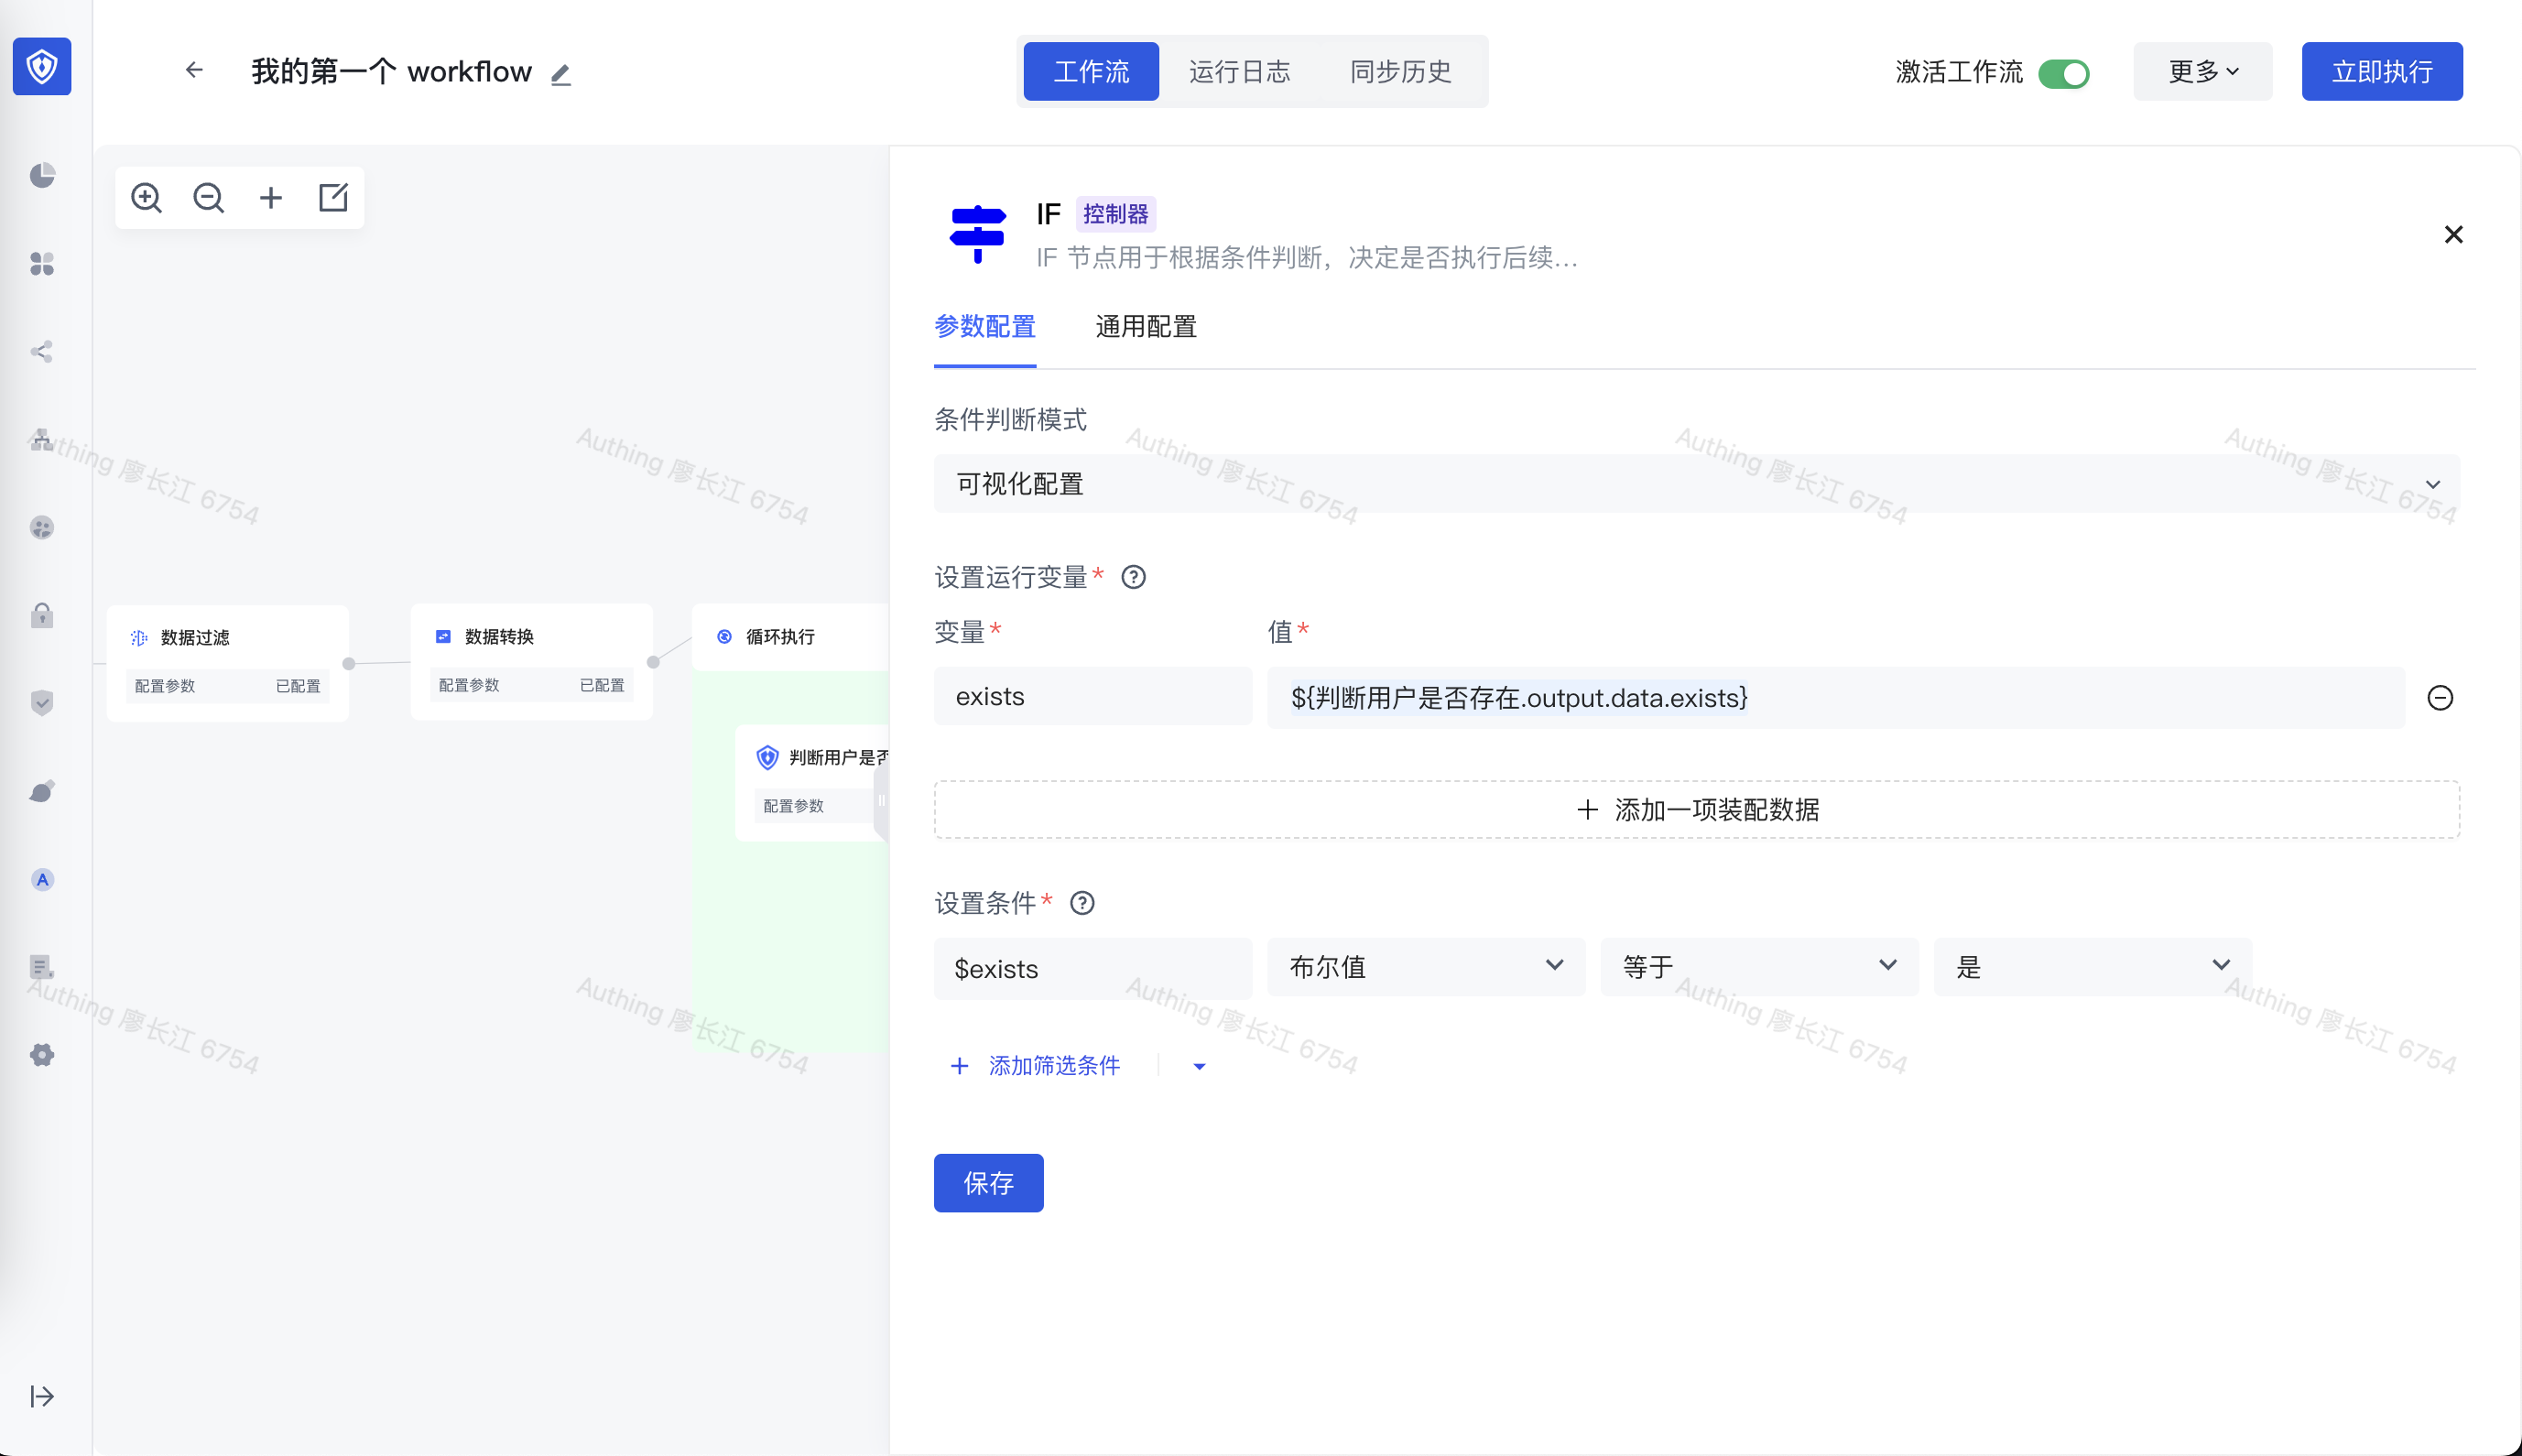 我的第一个 workflow
工作流 运行日志 同步历史
激活工作流 更多 立即执行
IF 控制器
IF 节点用于根据条件判断，决定是否执行后续...
参数配置 通用配置
条件判断模式
可视化配置
设置运行变量*
变量* 值*
exists ${判断用户是否存在.output.data.exists}
添加一项装配数据
设置条件*
$exists 布尔值 等于 是
添加筛选条件
保存
数据过滤
配置参数 已配置
数据转换
配置参数 已配置
循环执行
判断用户是否
配置参数
Authing 廖长江 6754
Authing 廖长江 6754
Authing 廖长江 6754
Authing 廖长江 6754
Authing 廖长江 6754
Authing 廖长江 6754
Authing 廖长江 6754
Authing 廖长江 6754
Authing 廖长江 6754
Authing 廖长江 6754